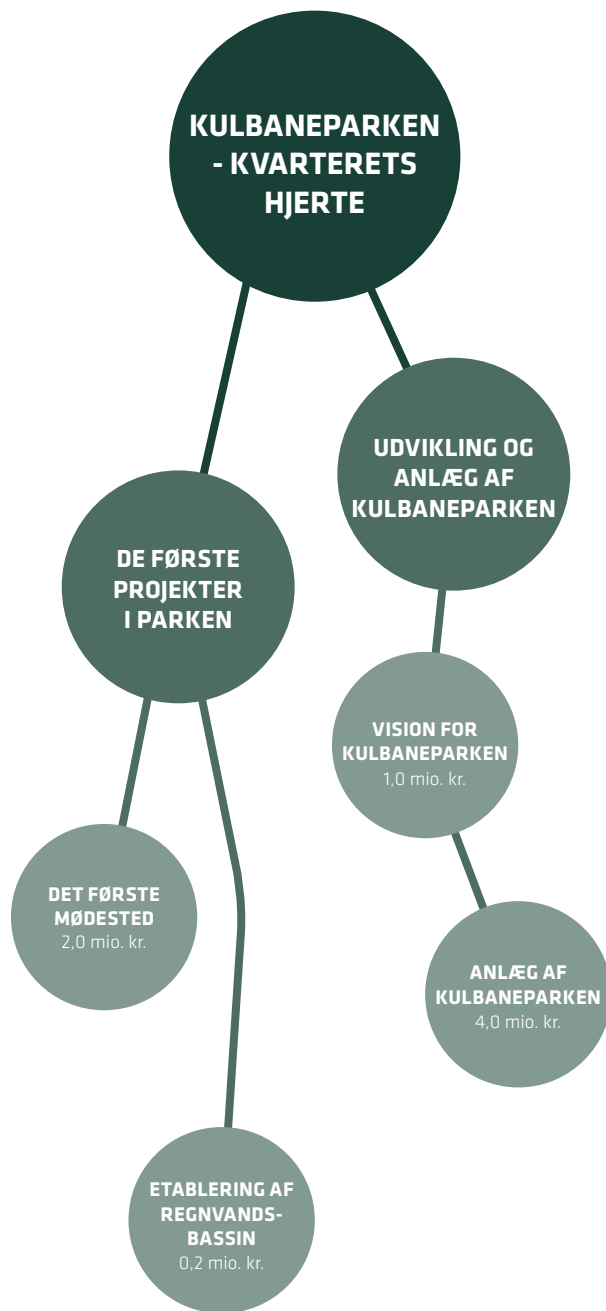 KULBANEPARKEN
- KVARTERETS
HJERTE
UDVIKLING OG
ANLÆG AF
KULBANEPARKEN
DE FØRSTE
PROJEKTER
I PARKEN
VISION FOR
KULBANEPARKEN
1,0 mio. kr.
DET FØRSTE
MØDESTED
2,0 mio. kr.
ANLÆG AF
KULBANEPARKEN
4,0 mio. kr.
ETABLERING AF
REGNVANDS-
BASSIN
0,2 mio. kr.